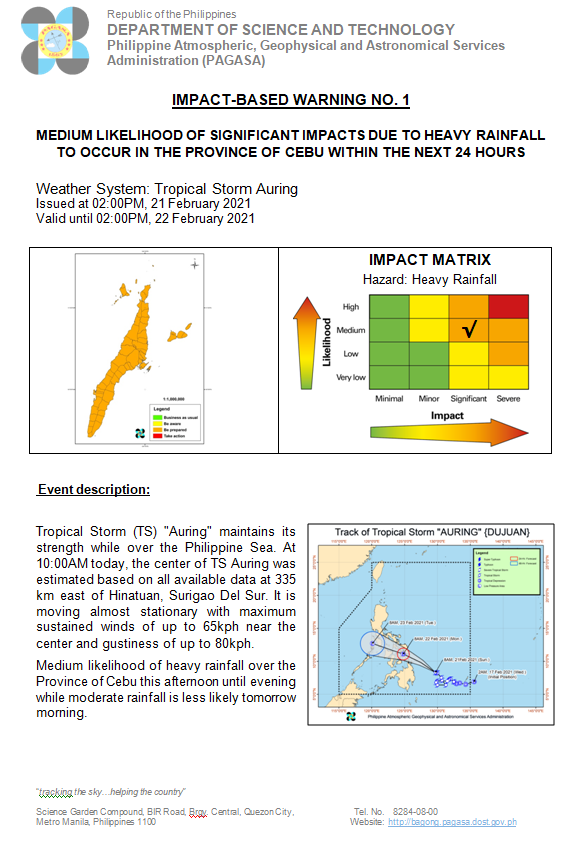 Republic of the Philippines
DEPARTMENT OF SCIENCE AND TECHNOLOGY
Philippine Atmospheric, Geophysical and Astronomical Services
Administration (PAGASA)
IMPACT-BASED WARNING NO. 1
MEDIUM LIKELIHOOD OF SIGNIFICANT IMPACTS DUE TO HEAVY RAINFALL
TO OCCUR IN THE PROVINCE OF CEBU WITHIN THE NEXT 24 HOURS
Weather System: Tropical Storm Auring
Issued at 02:00PM, 21 February 2021
Valid until 02:00PM, 22 February 2021
1:1,000,000
Legend
Business as usual
Be aware
Be prepared
Take action
IMPACT MATRIX
Hazard: Heavy Rainfall
Likelihood
High
Medium
√
Low
Very low
Minimal Minor Significant Severe
Impact
Event description:
Tropical Storm (TS) "Auring" maintains its
strength while over the Philippine Sea. At
10:00AM today, the center of TS Auring was
estimated based on all available data at 335
km east of Hinatuan, Surigao Del Sur. It is
moving almost stationary with maximum
sustained winds of up to 65kph near the
center and gustiness of up to 80kph.
Medium likelihood of heavy rainfall over the
Province of Cebu this afternoon until evening
while moderate rainfall is less likely tomorrow
morning.
Track of Tropical Storm "AURING" {DUJUAN}
Legend
8AM, 23 Feb 2021 (Tue.)
8AM, 22 Feb 2021 (Mon.)
8AM, 21 Feb 2021 (Sun.)
8AM, 17 Feb 2021 (Wed.)
(Initial Position)
Philippine Atmospheric Geophysical and Astronomical Services Administration
"tracking the sky...helping the country"
Science Garden Compound, BIR Road, Brgy. Central, Quezon City,
Metro Manila, Philippines 1100
Tel. No. 8284-08-00
Website: http://bagong.pagasa.dost.gov.ph